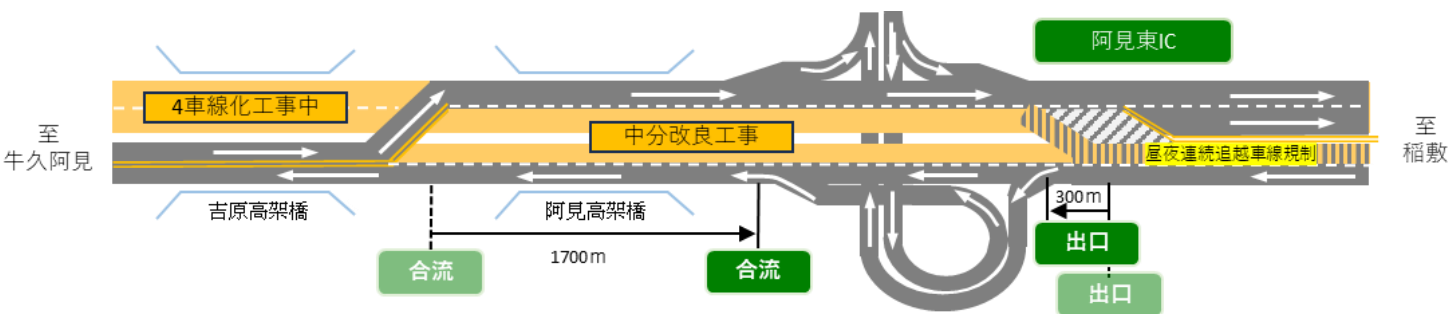 阿見東IC
4車線化工事中
中分改良工事
至
牛久阿見
至
稲敷
昼夜連続追越車線規制
吉原高架橋
阿見高架橋
300m
1700m
合流
合流
出口
出口